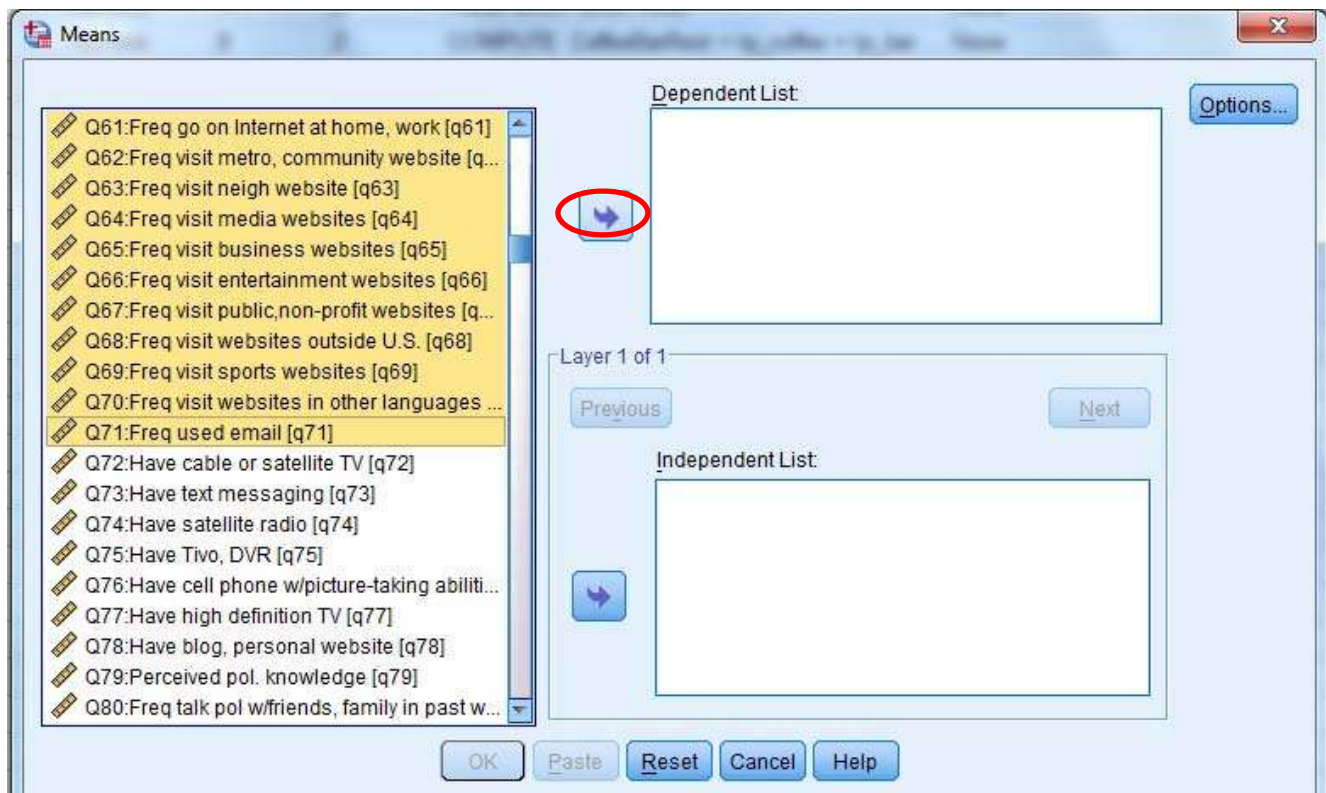 Means
Dependent List:
Options...
Q61:Freq go on Internet at home, work [q61]
Q62:Freq visit metro, community website [q...
Q63:Freq visit neigh website [q63]
Q64:Freq visit media websites [q64]
Q65:Freq visit business websites [q65]
Q66:Freq visit entertainment websites [q66]
Q67:Freq visit public,non-profit websites [q...
Q68:Freq visit websites outside U.S. [q68]
Q69:Freq visit sports websites [q69]
Q70:Freq visit websites in other languages ...
Q71:Freq used email [q71]
Q72:Have cable or satellite TV [q72]
Q73:Have text messaging [q73]
Q74:Have satellite radio [q74]
Q75:Have Tivo, DVR [q75]
Q76:Have cell phone w/picture-taking abiliti...
Q77:Have high definition TV [q77]
Q78:Have blog, personal website [q78]
Q79:Perceived pol. knowledge [q79]
Q80:Freq talk pol w/friends, family in past w...
Layer 1 of 1
Previous
Next
Independent List:
OK
Paste
Reset
Cancel
Help